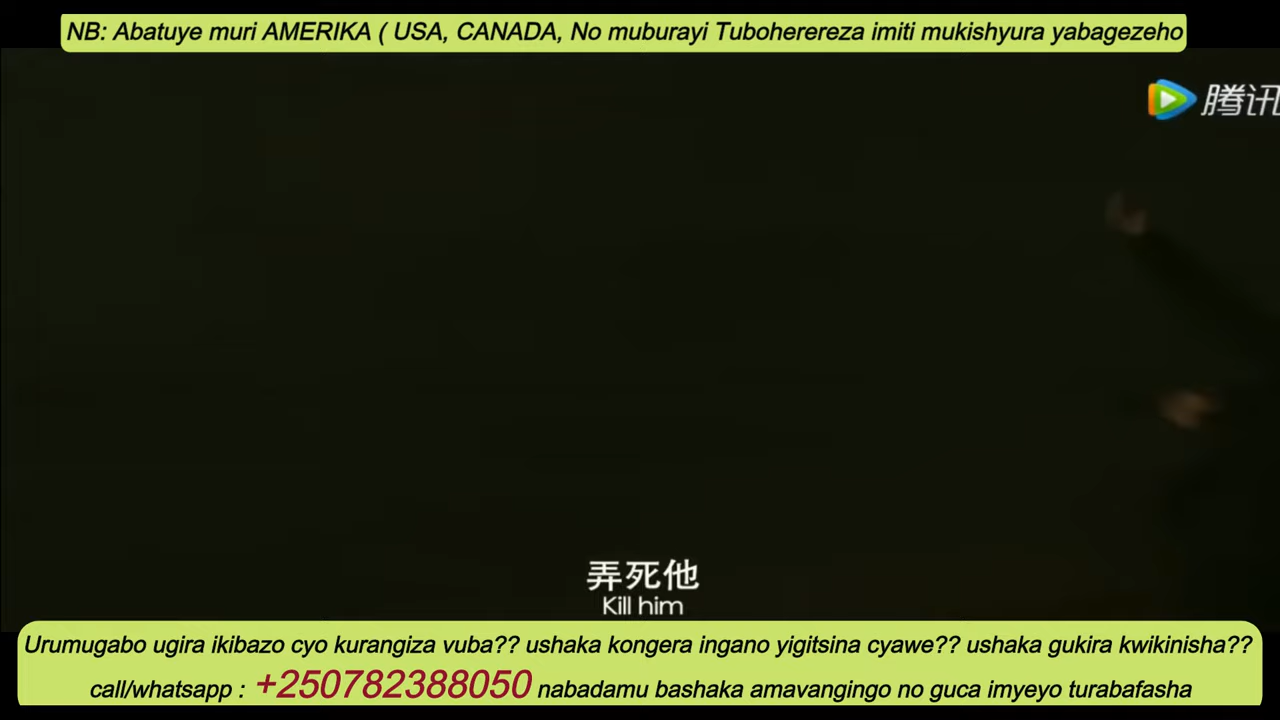 NB: Abatuye muri AMERIKA ( USA, CANADA, No muburayi Tuboherereza imiti mukishyura yabagezeho
腾讯
弄死他
Kill him
Urumugabo ugira ikibazo cyo kurangiza vuba?? ushaka kongera ingano yigitsina cyawe?? ushaka gukira kwikinisha??
call/whatsapp : +250782388050 nabadamu bashaka amavangingo no guca imyeyo turabafasha